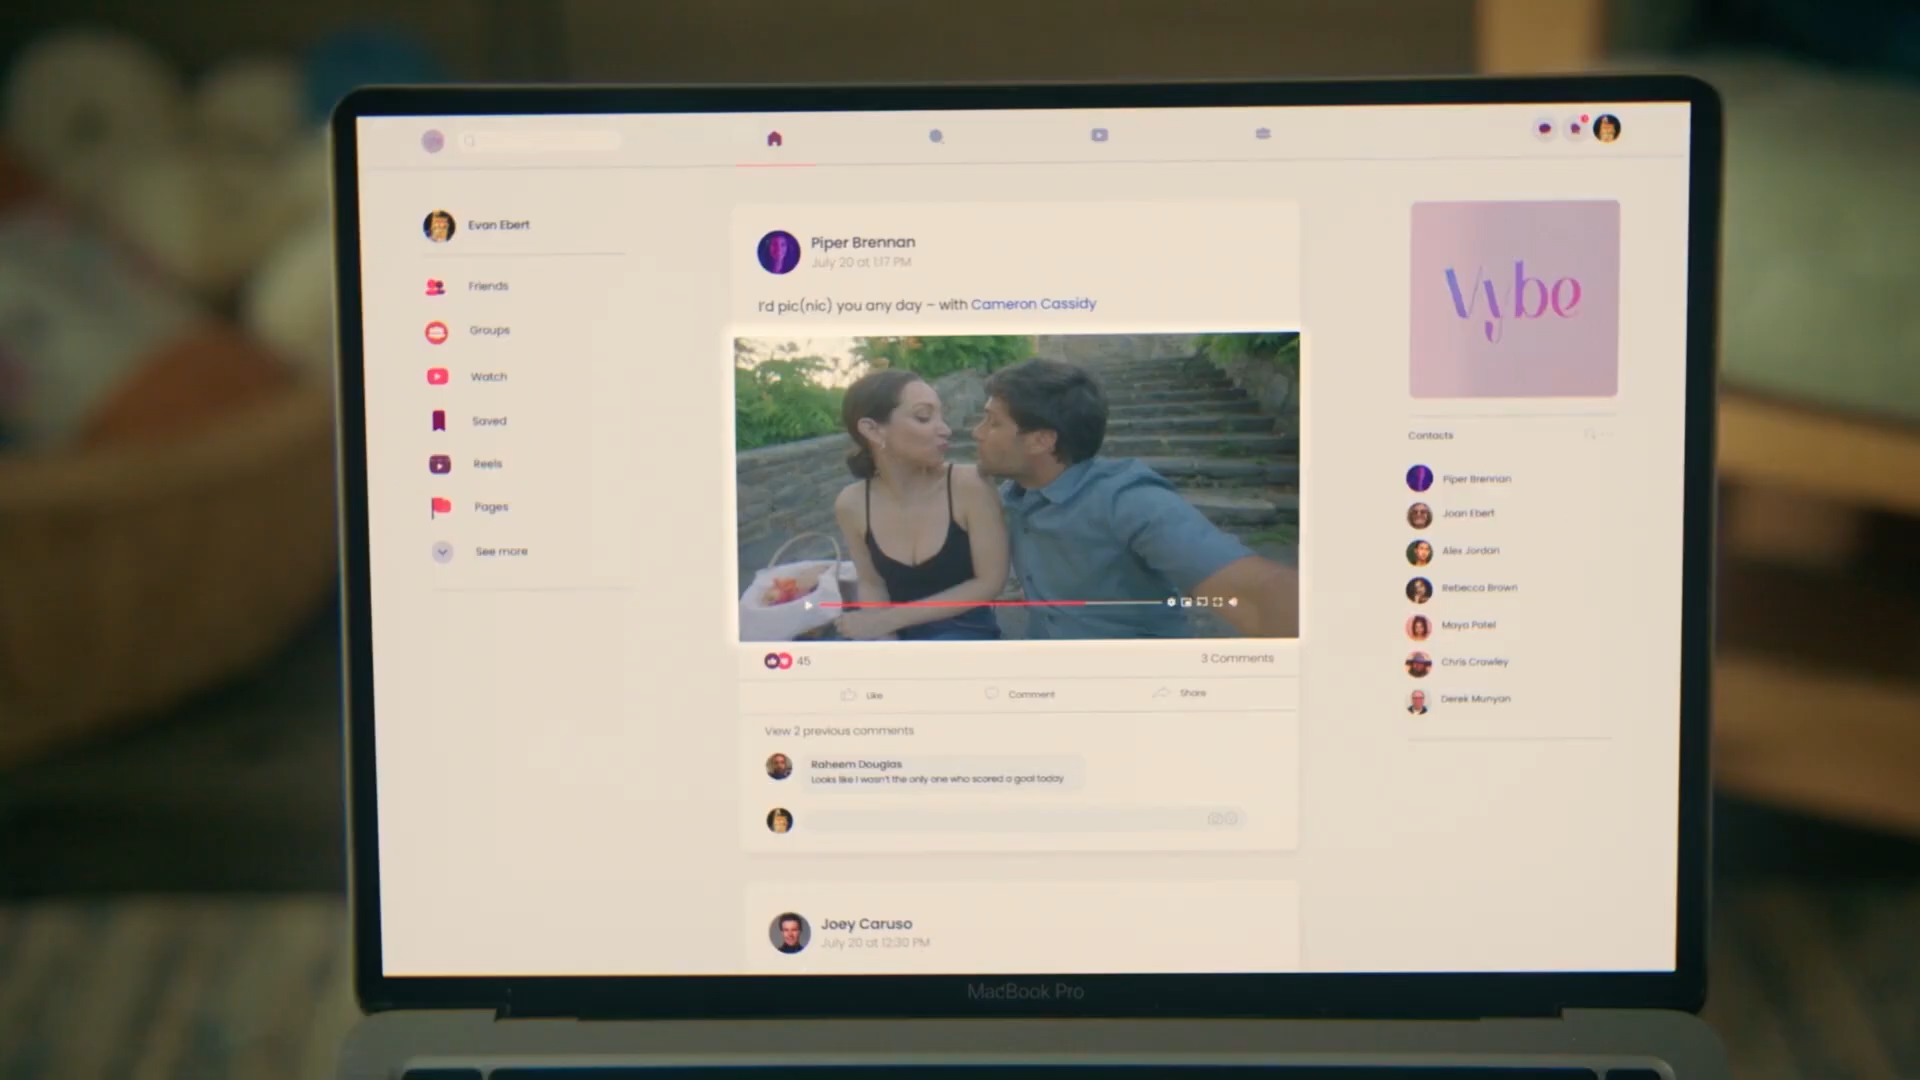 Evan Ebert
Friends
Groups
Watch
Saved
Reels
Pages
See more
Piper Brennan
July 20 at 1:17 PM
I'd pic(nic) you any day – with Cameron Cassidy
45
3 Comments
Like
Comment
Share
View 2 previous comments
Raheem Douglas
Looks like I wasn't the only one who scored a goal today
Joey Caruso
July 20 at 12:30 PM
Vybe
Contacts
Piper Brennan
Joan Ebert
Alex Jordan
Rebecca Brown
Maya Patel
Chris Crawley
Derek Munyan
MacBook Pro